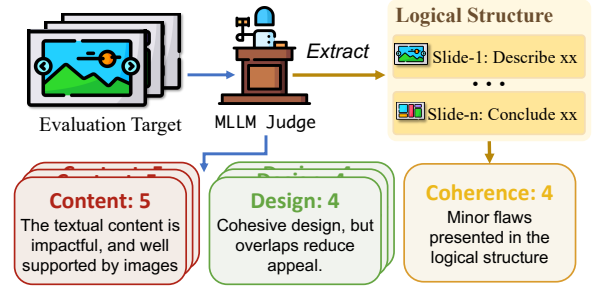 Logical Structure
Extract
Slide-1: Describe xx
• • •
Slide-n: Conclude xx
Evaluation Target
MLLM Judge
Content: 5
The textual content is
impactful, and well
supported by images
Design: 4
Cohesive design, but
overlaps reduce
appeal.
Coherence: 4
Minor flaws
presented in the
logical structure